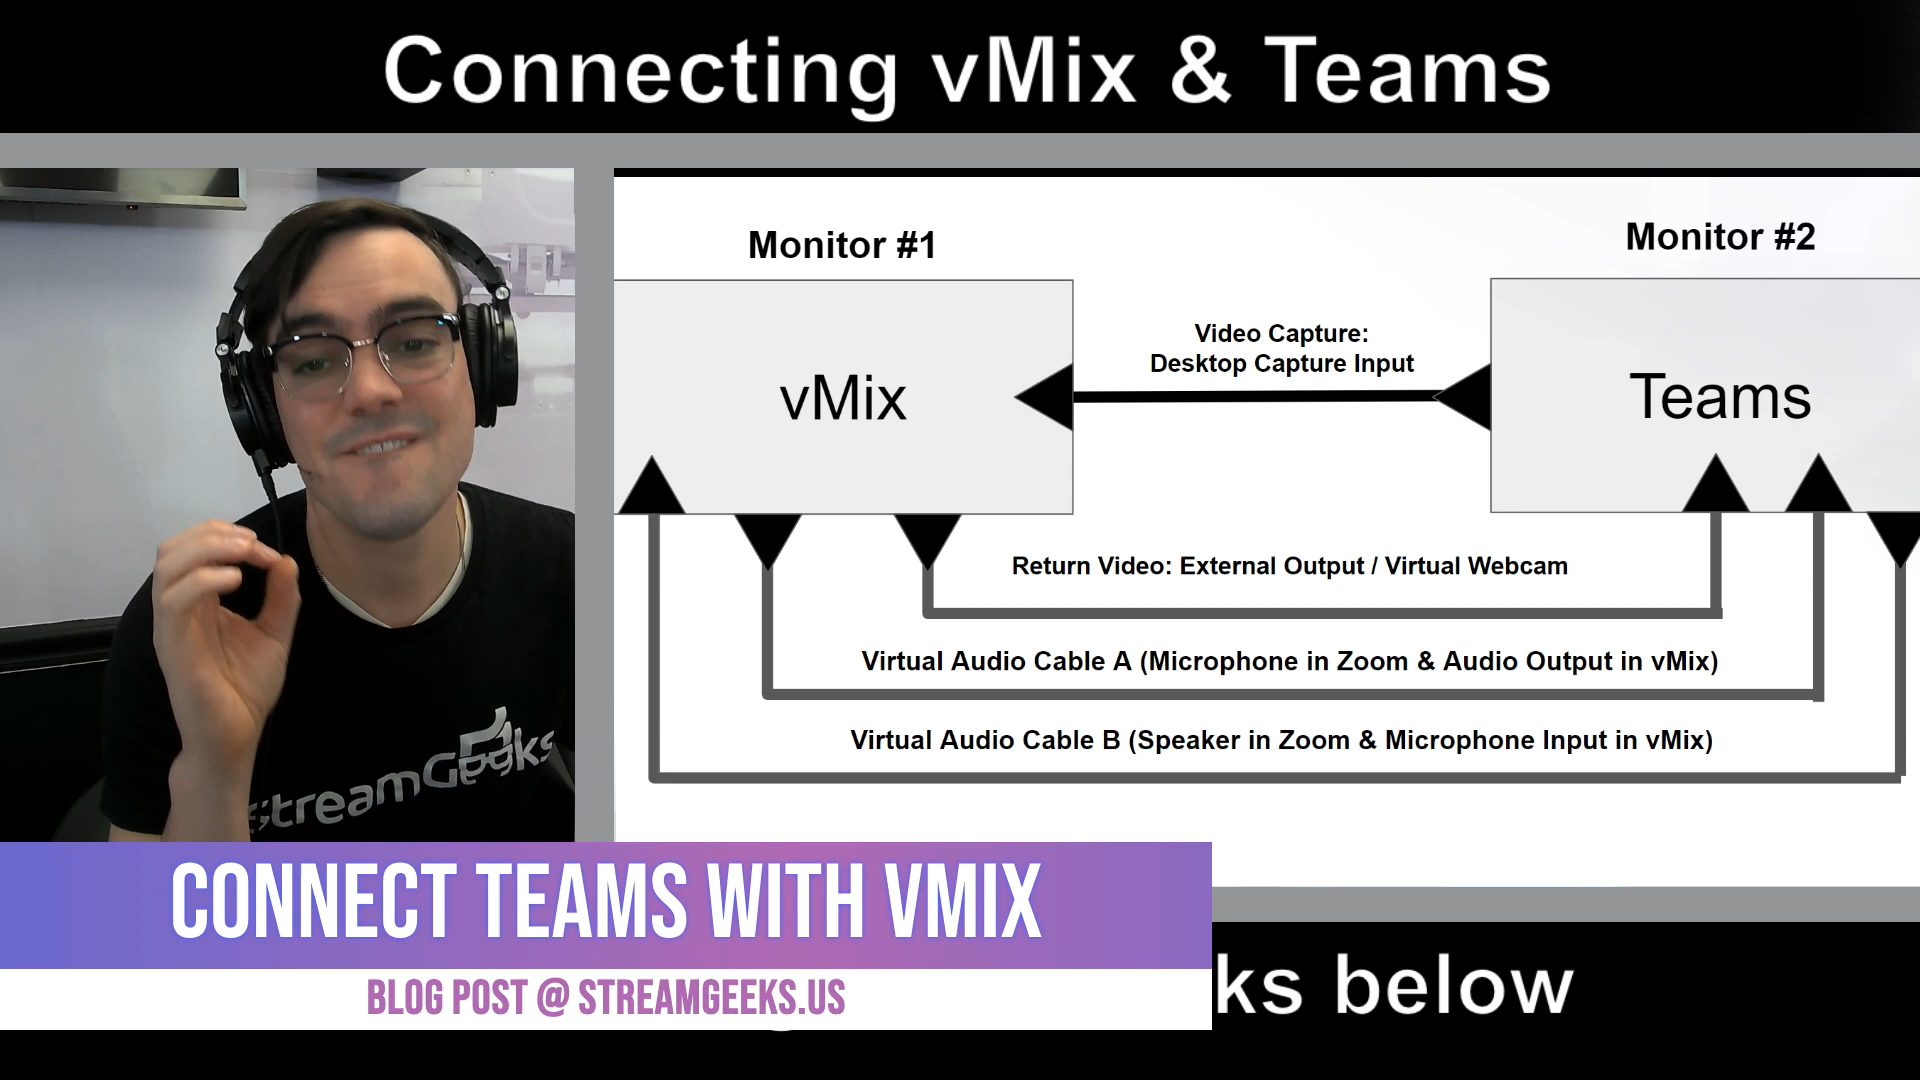 Connecting vMix & Teams
Monitor #1
Monitor #2
Video Capture:
Desktop Capture Input
vMix
Teams
Return Video: External Output / Virtual Webcam
Virtual Audio Cable A (Microphone in Zoom & Audio Output in vMix)
Virtual Audio Cable B (Speaker in Zoom & Microphone Input in vMix)
StreamGeeks
CONNECT TEAMS WITH VMIX
BLOG POST @ STREAMGEEKS.US
below